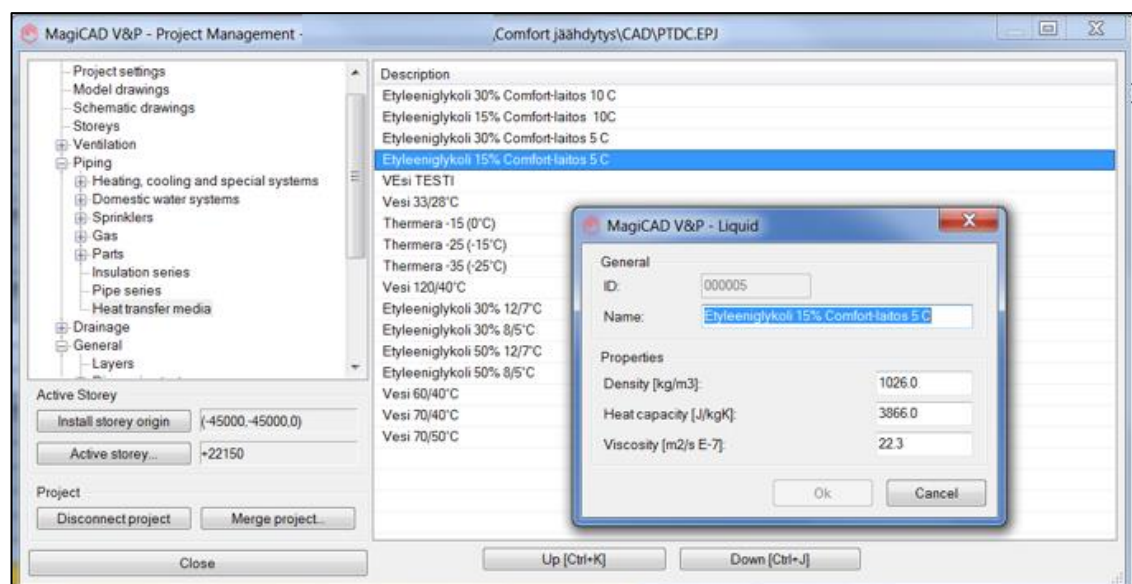 MagiCAD V&P - Project Management - ,Comfort jäähdytys\CAD\PTDC.EPJ
Project settings
Model drawings
Schematic drawings
Storeys
Ventilation
Piping
Heating, cooling and special systems
Domestic water systems
Sprinklers
Gas
Parts
Insulation series
Pipe series
Heat transfer media
Drainage
General
Layers
Active Storey
Install storey origin (-45000,-45000,0)
Active storey... +22150
Project
Disconnect project Merge project...
Close
Description
Etyleeniglykoli 30% Comfort-laitos 10 C
Etyleeniglykoli 15% Comfort-laitos 10C
Etyleeniglykoli 30% Comfort-laitos 5 C
Etyleeniglykoli 15% Comfort-laitos 5 C
VEsi TESTI
Vesi 33/28°C
Thermera -15 (0°C)
Thermera -25 (-15°C)
Thermera -35 (-25°C)
Vesi 120/40°C
Etyleeniglykoli 30% 12/7°C
Etyleeniglykoli 30% 8/5°C
Etyleeniglykoli 50% 12/7°C
Etyleeniglykoli 50% 8/5°C
Vesi 60/40°C
Vesi 70/40°C
Vesi 70/50°C
Up [Ctrl+K] Down [Ctrl+J]
MagiCAD V&P - Liquid
General
ID: 000005
Name: Etyleeniglykoli 15% Comfort-laitos 5 C
Properties
Density [kg/m3]: 1026.0
Heat capacity [J/kgK]: 3866.0
Viscosity [m2/s E-7]: 22.3
Ok Cancel